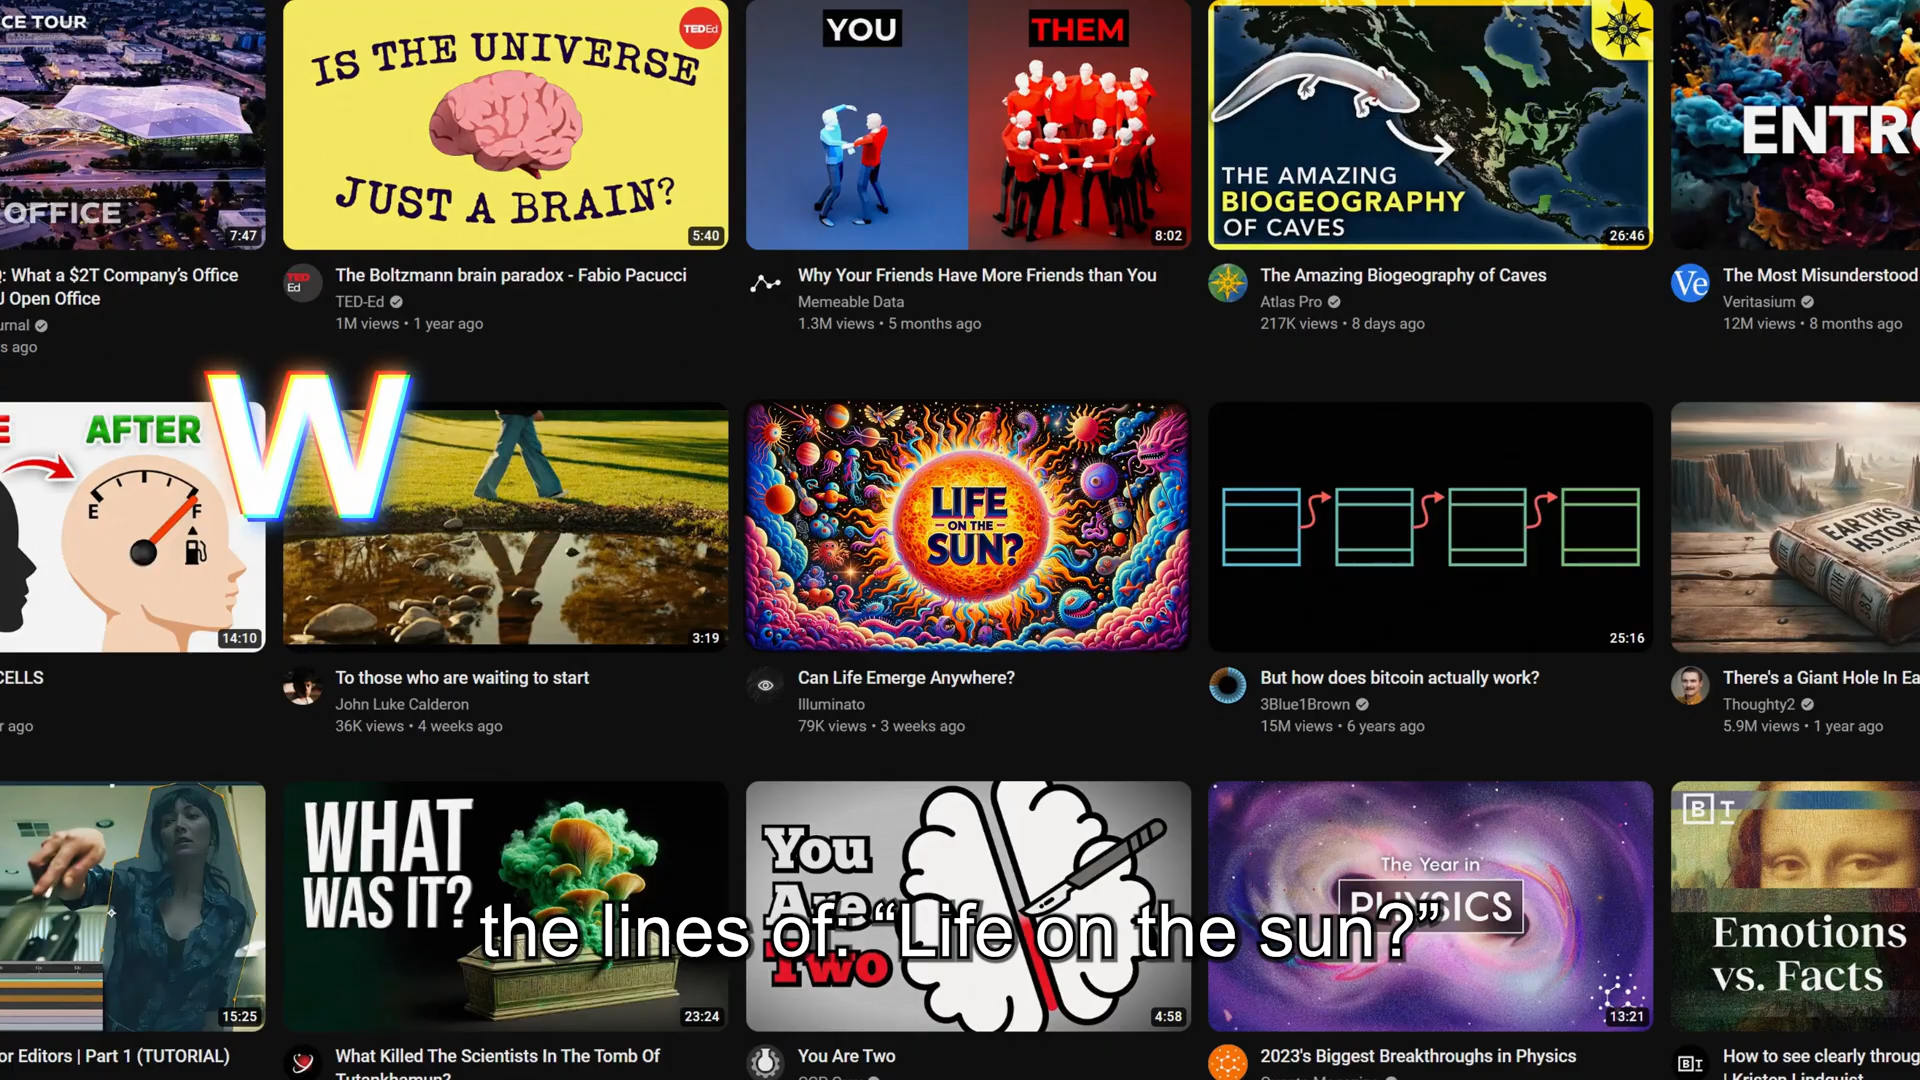 CE TOUR
OFFICE
7:47
: What a $2T Company's Office
J Open Office
urnal
s ago
TEDEd
IS THE UNIVERSE
JUST A BRAIN?
5:40
TED
Ed
The Boltzmann brain paradox - Fabio Pacucci
TED-Ed
1M views • 1 year ago
YOU
THEM
8:02
Why Your Friends Have More Friends than You
Memeable Data
1.3M views • 5 months ago
THE AMAZING
BIOGEOGRAPHY
OF CAVES
26:46
The Amazing Biogeography of Caves
Atlas Pro
217K views • 8 days ago
ENTRO
Ve
The Most Misunderstood
Veritasium
12M views • 8 months ago
W
E
AFTER
E
F
14:10
CELLS
r ago
3:19
To those who are waiting to start
John Luke Calderon
36K views • 4 weeks ago
LIFE
ON THE
SUN?
Can Life Emerge Anywhere?
Illuminato
79K views • 3 weeks ago
25:16
But how does bitcoin actually work?
3Blue1Brown
15M views • 6 years ago
EARTH'S
HSTORY
There's a Giant Hole In Ea
Thoughty2
5.9M views • 1 year ago
15:25
or Editors | Part 1 (TUTORIAL)
WHAT
WAS IT?
23:24
What Killed The Scientists In The Tomb Of
Tutankhamun?
You
Are
Two
4:58
You Are Two
The Year in
PHYSICS
13:21
2023's Biggest Breakthroughs in Physics
BT
Emotions
vs. Facts
BT
How to see clearly throug
| Kristen Lindquist
the lines of: “Life on the sun?”